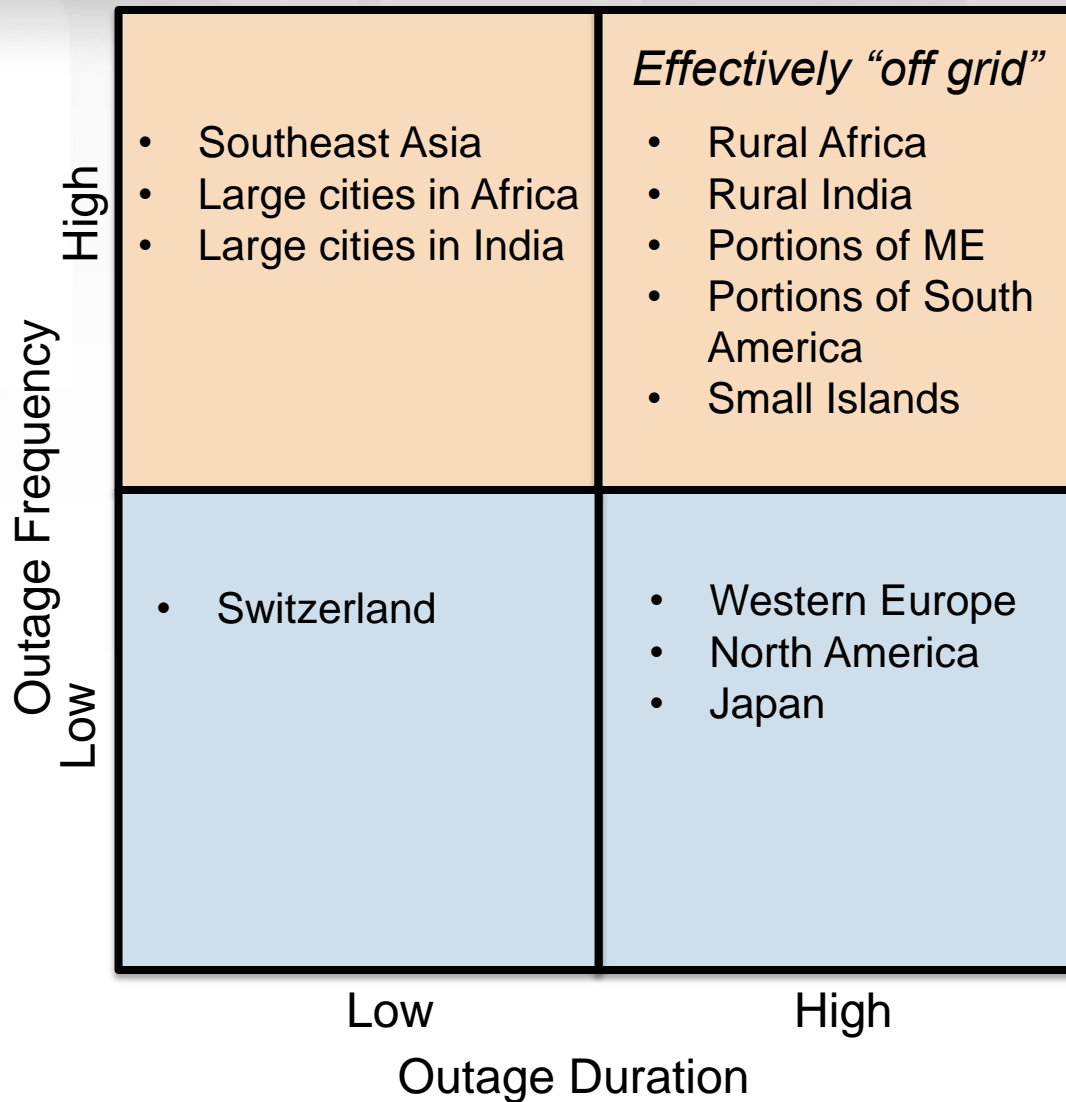 Effectively “off grid”
• Southeast Asia
• Large cities in Africa
• Large cities in India
• Rural Africa
• Rural India
• Portions of ME
• Portions of South
America
• Small Islands
• Switzerland
• Western Europe
• North America
• Japan
Outage Frequency
High
Low
Low
High
Outage Duration